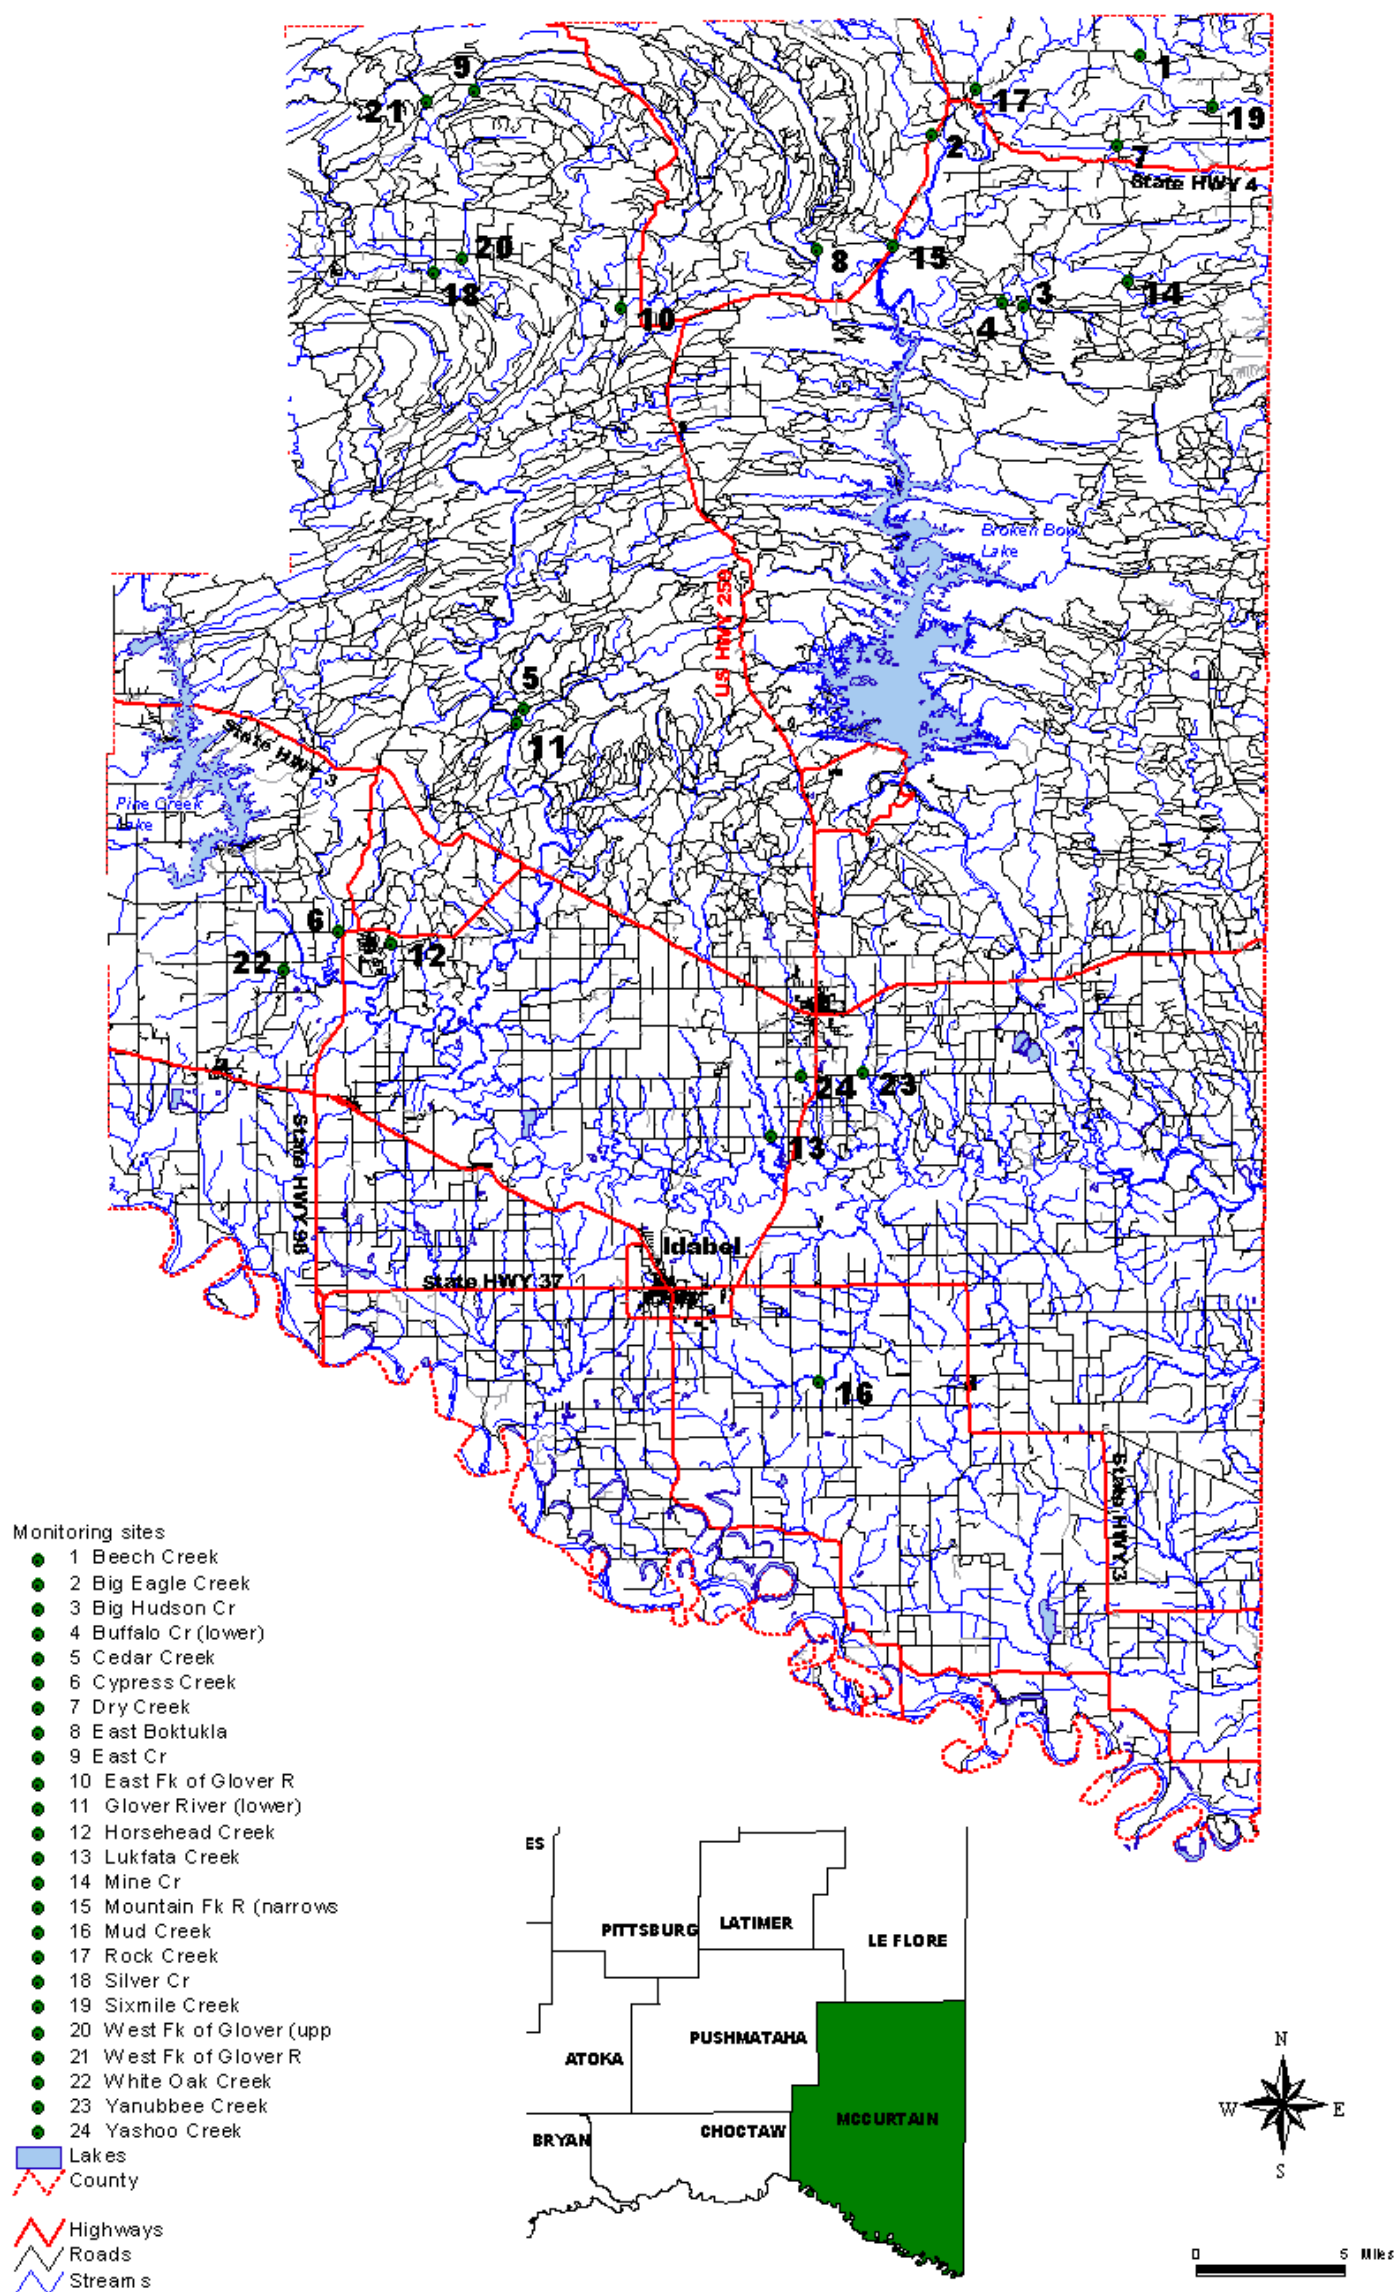 9
21
17
1
19
2
7
State HWY 4
20
18
8
15
10
3
14
4
Broken Bow
Lake
US HWY 259
5
11
State HWY 3
Pine Creek
Lake
6
12
22
24
23
13
State HWY 98
Idabel
State HWY 37
16
State HWY 3
Monitoring sites
1 Beech Creek
2 Big Eagle Creek
3 Big Hudson Cr
4 Buffalo Cr (lower)
5 Cedar Creek
6 Cypress Creek
7 Dry Creek
8 East Boktukla
9 East Cr
10 East Fk of Glover R
11 Glover River (lower)
12 Horsehead Creek
13 Lukfata Creek
14 Mine Cr
15 Mountain Fk R (narrows
16 Mud Creek
17 Rock Creek
18 Silver Cr
19 Sixmile Creek
20 West Fk of Glover (upp
21 West Fk of Glover R
22 White Oak Creek
23 Yanubbee Creek
24 Yashoo Creek
Lakes
County
Highways
Roads
Streams
ES
PITTSBURG
LATIMER
LE FLORE
PUSHMATAHA
ATOKA
MCCURTAIN
CHOCTAW
BRYAN
N
W E
S
0 5 Miles